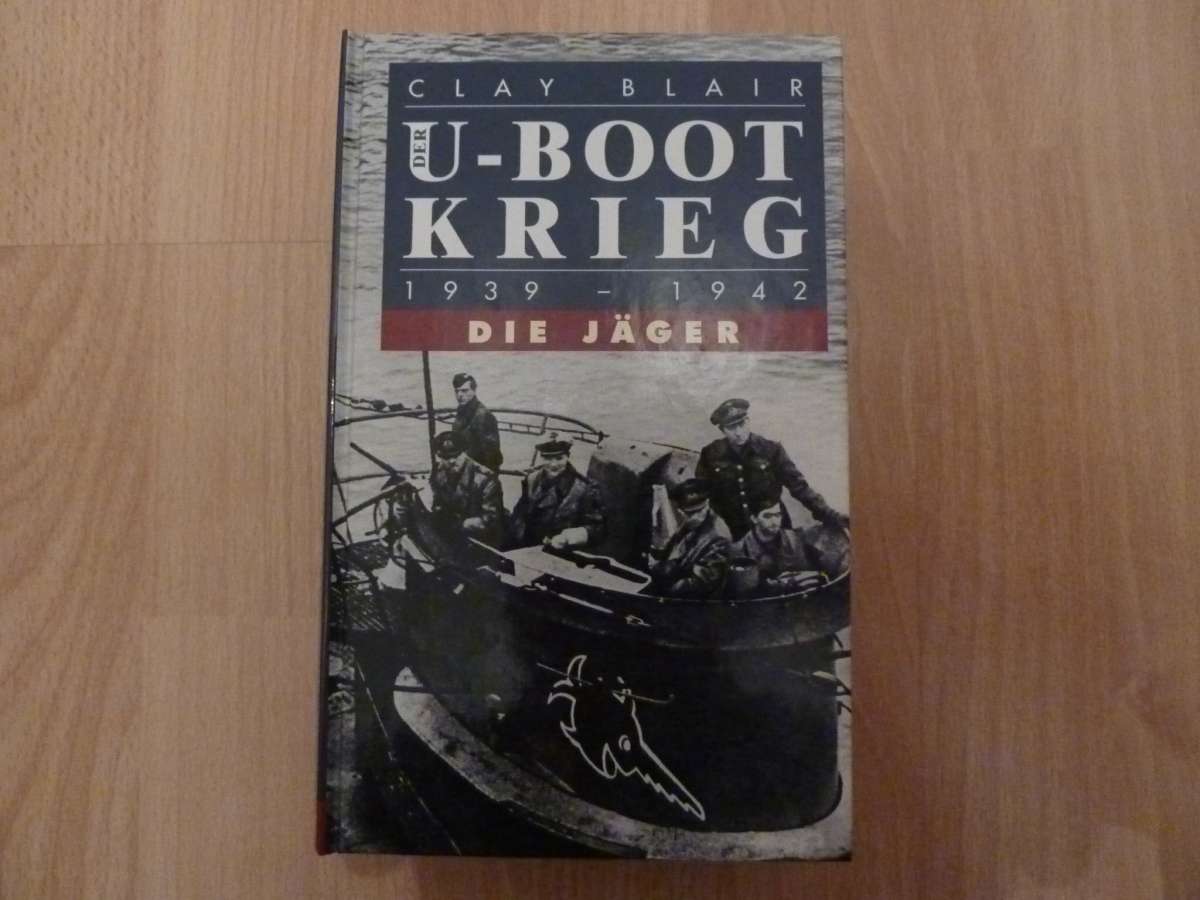 CLAY BLAIR
DER U-BOOT
KRIEG
1939 – 1942
DIE JÄGER